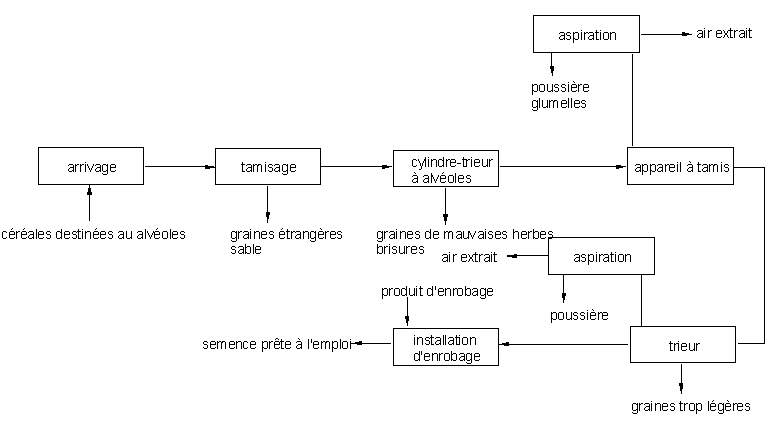 aspiration
air extrait
poussière
glumelles
arrivage
tamisage
cylindre-trieur
à alvéoles
appareil à tamis
céréales destinées au alvéoles
graines étrangères
sable
graines de mauvaises herbes
brisures
air extrait
aspiration
produit d'enrobage
poussière
semence prête à l'emploi
installation
d'enrobage
trieur
graines trop légères